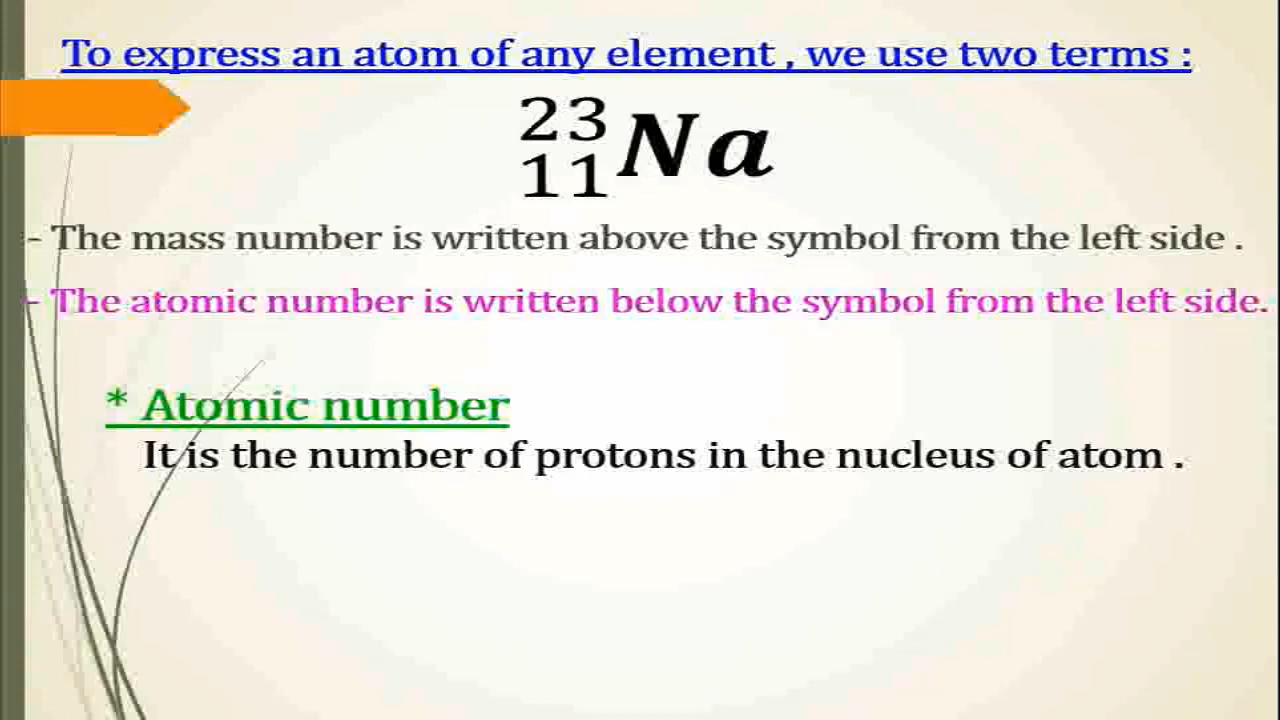 To express an atom of any element , we use two terms :
23
11 Na
- The mass number is written above the symbol from the left side .
- The atomic number is written below the symbol from the left side.
* Atomic number
It is the number of protons in the nucleus of atom .